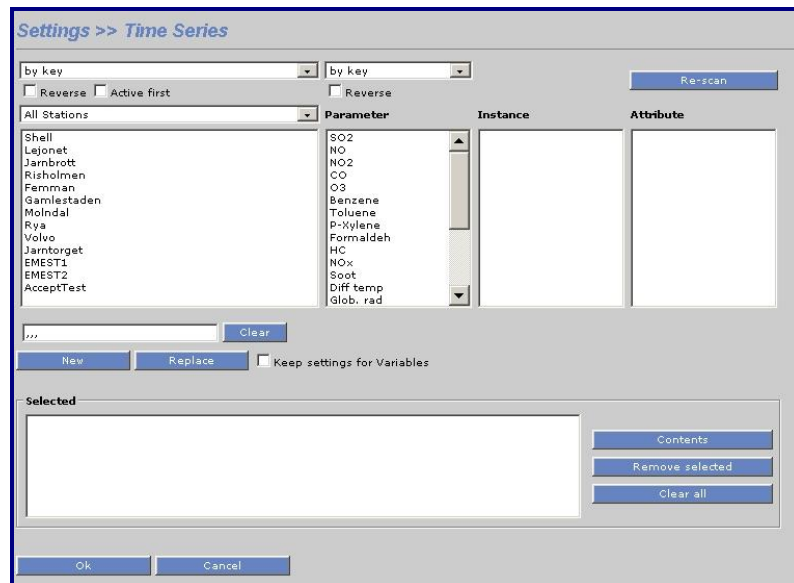 Settings >> Time Series
by key
by key
Re-scan
Reverse
Active first
Reverse
All Stations
Parameter
Instance
Attribute
Shell
Lejonet
Jarnbrott
Risholmen
Femman
Gamlestaden
Molndal
Rya
Volvo
Jarntorget
EMEST1
EMEST2
AcceptTest
SO2
NO
NO2
CO
O3
Benzene
Toluene
P-Xylene
Formaldeh
HC
NOx
Soot
Diff temp
Glob. rad
,,,
Clear
New
Replace
Keep settings for Variables
Selected
Contents
Remove selected
Clear all
Ok
Cancel